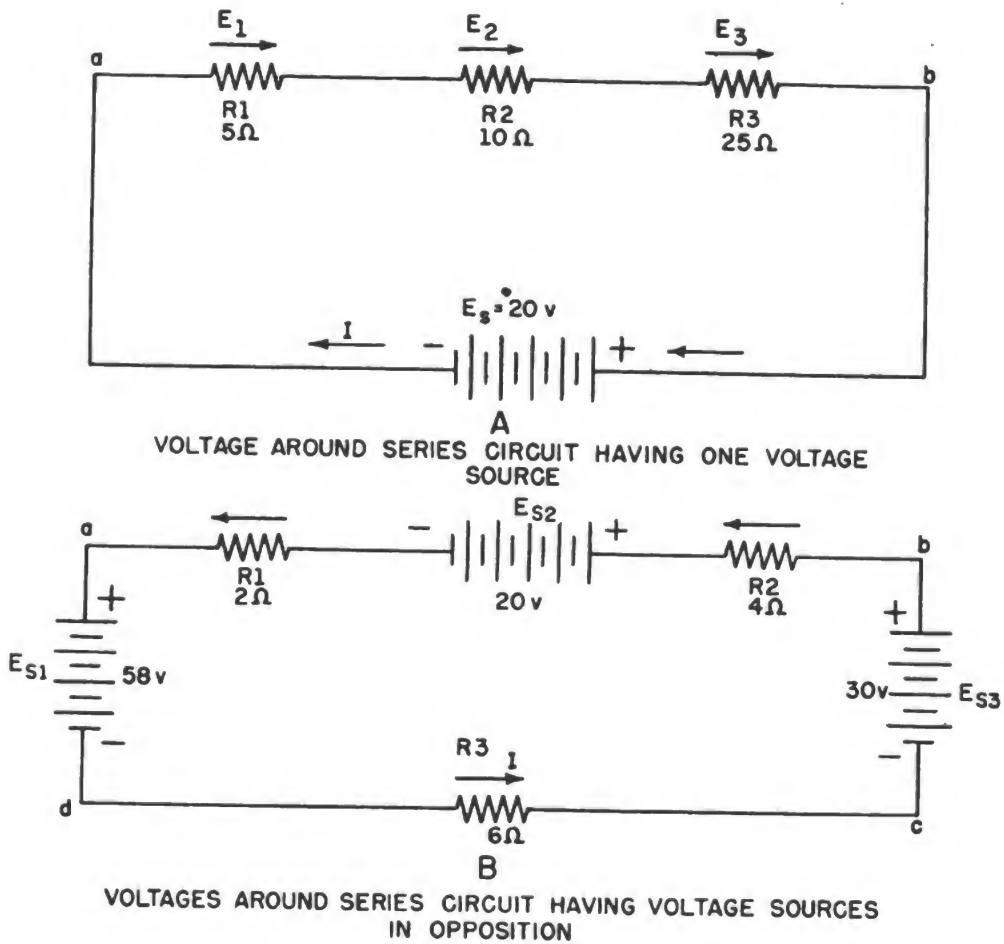 E1 E2 E3
a b
R1 R2 R3
5Ω 10Ω 25Ω
Es = 20 v
I - +
A
VOLTAGE AROUND SERIES CIRCUIT HAVING ONE VOLTAGE
SOURCE
ES2
a - + b
R1 R2
2Ω 20v 4Ω
+ +
ES1 58v 30v ES3
- -
R3 I
d c
6Ω
B
VOLTAGES AROUND SERIES CIRCUIT HAVING VOLTAGE SOURCES
IN OPPOSITION